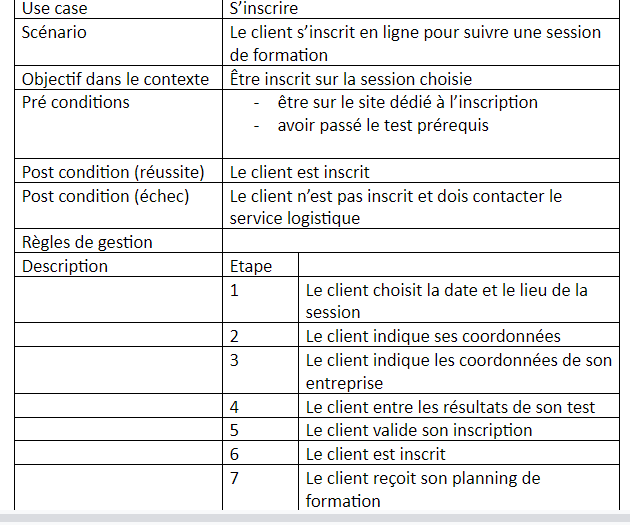 Use case S’inscrire
Scénario Le client s’inscrit en ligne pour suivre une session
de formation
Objectif dans le contexte Être inscrit sur la session choisie
Pré conditions - être sur le site dédié à l’inscription
- avoir passé le test prérequis
Post condition (réussite) Le client est inscrit
Post condition (échec) Le client n’est pas inscrit et dois contacter le
service logistique
Règles de gestion
Description Etape
1 Le client choisit la date et le lieu de la
session
2 Le client indique ses coordonnées
3 Le client indique les coordonnées de son
entreprise
4 Le client entre les résultats de son test
5 Le client valide son inscription
6 Le client est inscrit
7 Le client reçoit son planning de
formation